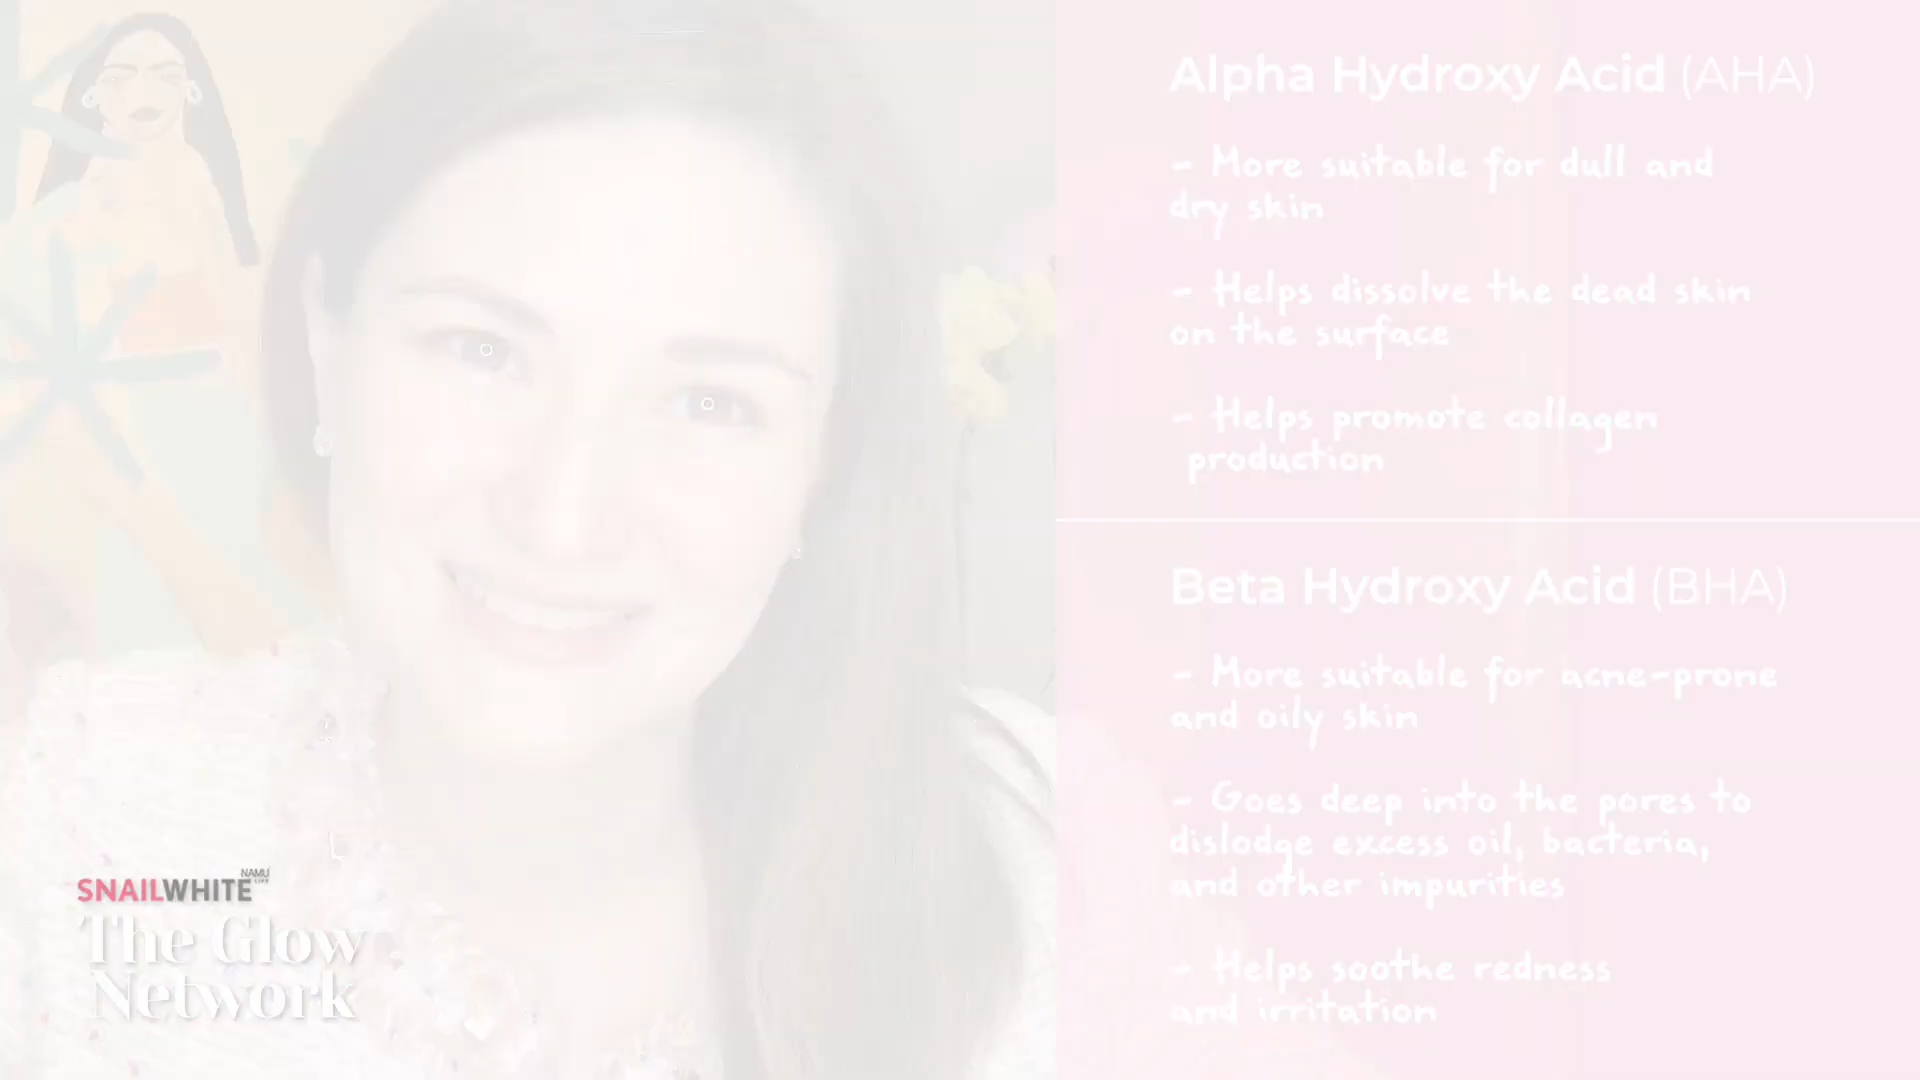 Alpha Hydroxy Acid (AHA)
- More suitable for dull and
dry skin
- Helps dissolve the dead skin
on the surface
- Helps promote collagen
production
Beta Hydroxy Acid (BHA)
- More suitable for acne-prone
and oily skin
- Goes deep into the pores to
dislodge excess oil, bacteria,
and other impurities
- Helps soothe redness
and irritation
NAMU
LIFE
SNAILWHITE
The Glow
Network